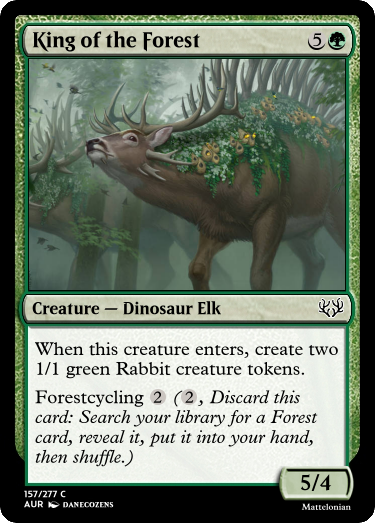 King of the Forest 5
Creature — Dinosaur Elk
When this creature enters, create two
1/1 green Rabbit creature tokens.
Forestcycling 2 (2, Discard this
card: Search your library for a Forest
card, reveal it, put it into your hand,
then shuffle.)
5/4
157/277 C
AUR DANECOZENS
Mattelonian